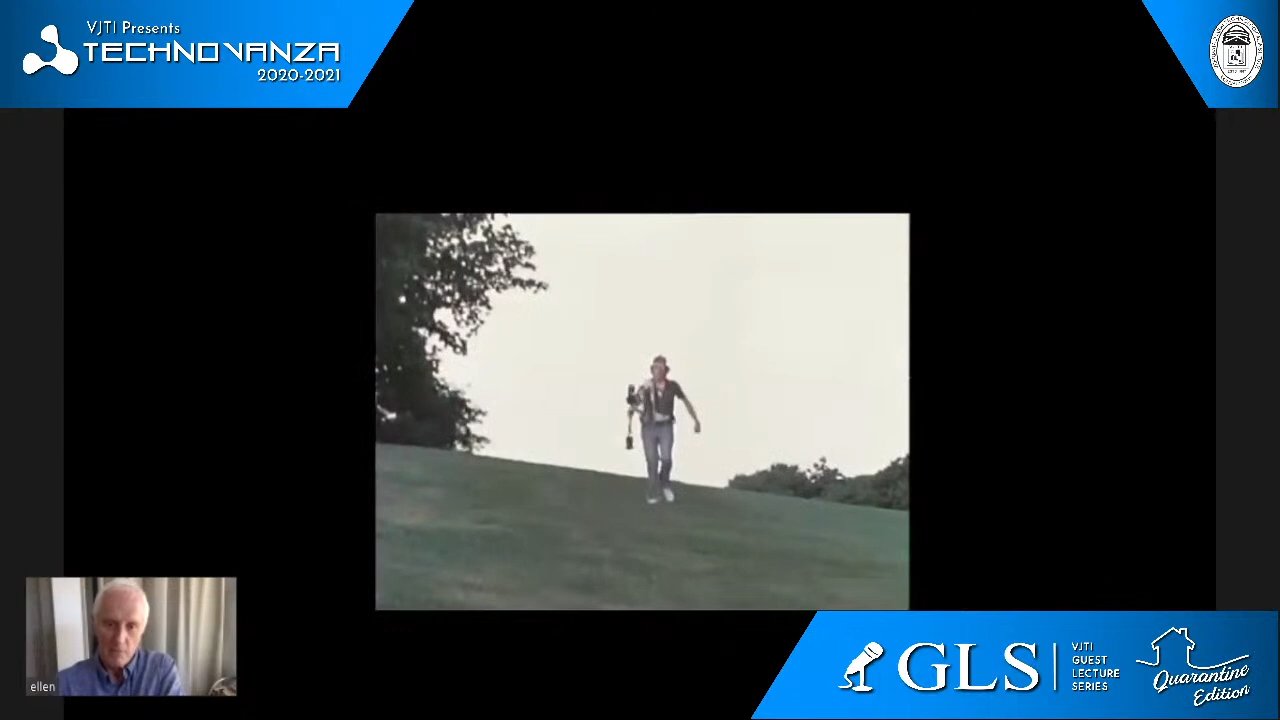 VJTI Presents
TECHNOVANZA
2020-2021
ellen
GLS
VJTI
GUEST
LECTURE
SERIES
Quarantine
Edition